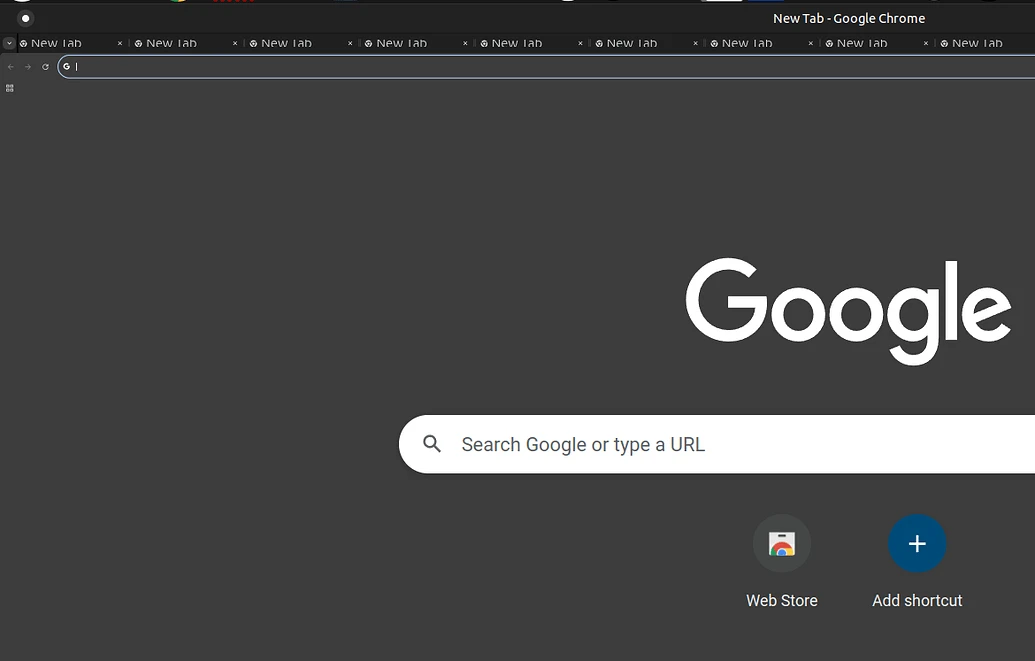 New Tab - Google Chrome
New Tab New Tab New Tab New Tab New Tab New Tab New Tab New Tab New Tab
Google
Search Google or type a URL
Web Store Add shortcut